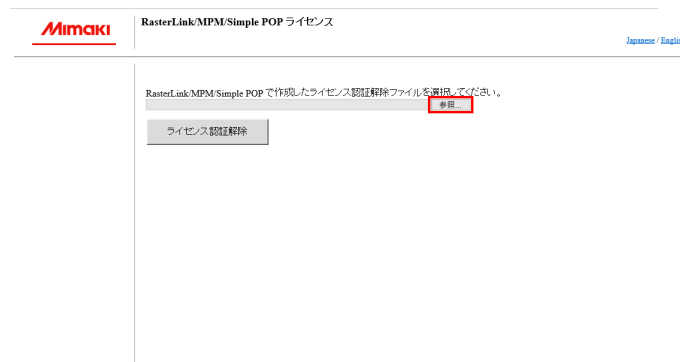 Mimaki
RasterLink/MPM/Simple POP ライセンス
Japanese / Englis
RasterLink/MPM/Simple POP で作成したライセンス認証解除ファイルを選択してください。
参照...
ライセンス認証解除